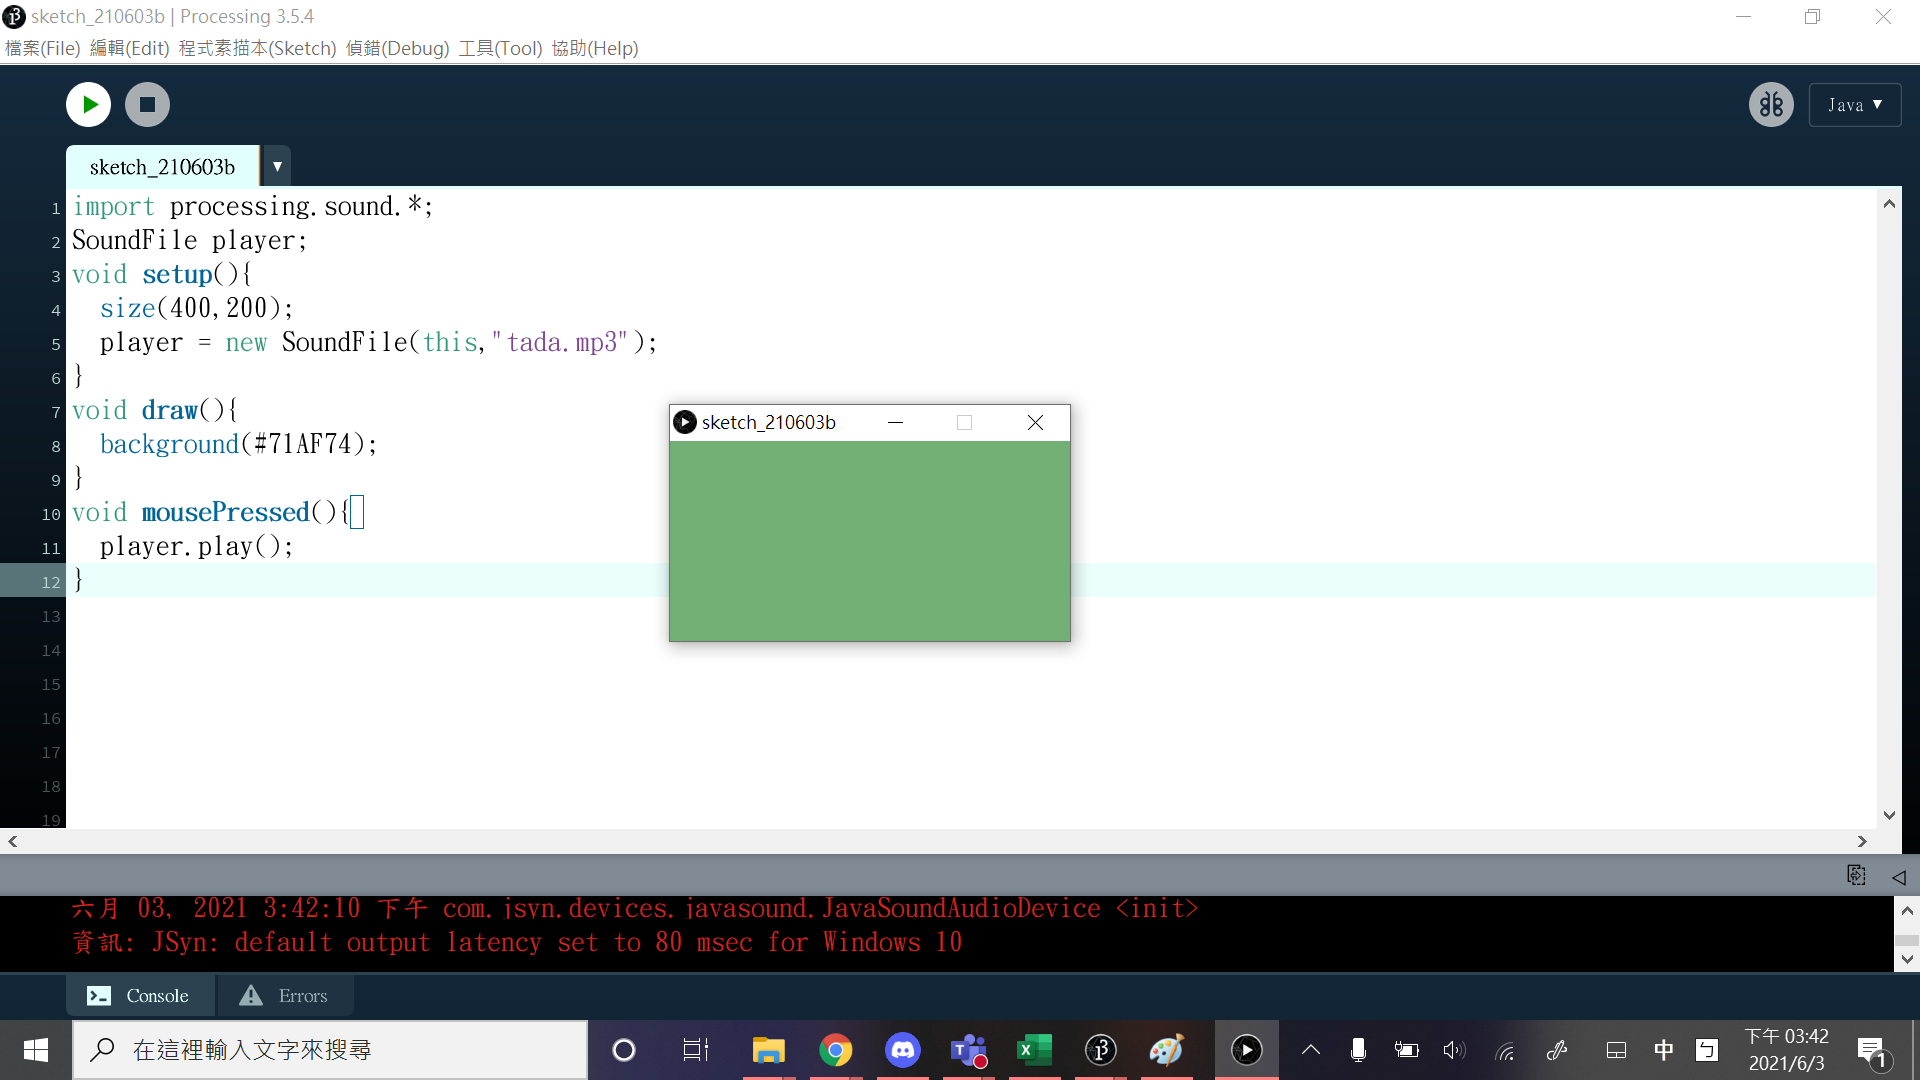 sketch_210603b | Processing 3.5.4
檔案(File) 編輯(Edit) 程式素描本(Sketch) 偵錯(Debug) 工具(Tool) 協助(Help)
Java ▼
sketch_210603b ▼
1 import processing.sound.*;
2 SoundFile player;
3 void setup(){
4 size(400,200);
5 player = new SoundFile(this,"tada.mp3");
6 }
7 void draw(){
8 background(#71AF74);
9 }
10 void mousePressed(){
11 player.play();
12 }
13
14
15
16
17
18
19
sketch_210603b
六月 03, 2021 3:42:10 下午 com.jsyn.devices.javasound.JavaSoundAudioDevice <init>
資訊: JSyn: default output latency set to 80 msec for Windows 10
Console Errors
在這裡輸入文字來搜尋
中
下午 03:42
2021/6/3
1